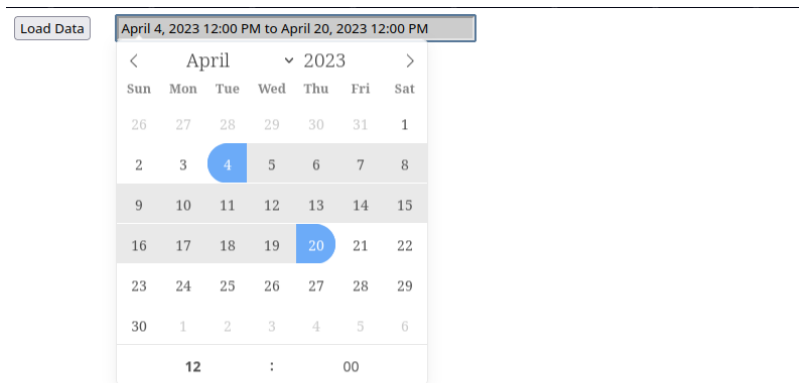 Load Data April 4, 2023 12:00 PM to April 20, 2023 12:00 PM
April 2023
Sun Mon Tue Wed Thu Fri Sat
26 27 28 29 30 31 1
2 3 4 5 6 7 8
9 10 11 12 13 14 15
16 17 18 19 20 21 22
23 24 25 26 27 28 29
30 1 2 3 4 5 6
12 : 00